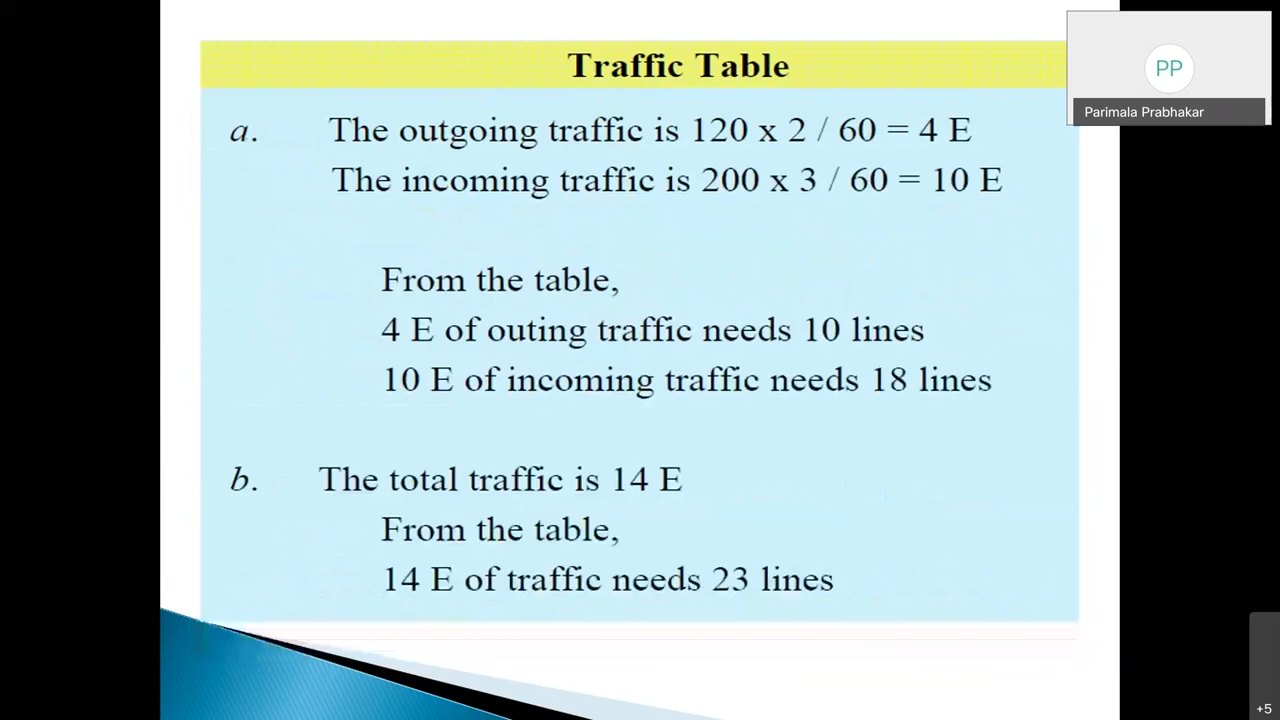 Traffic Table
PP
Parimala Prabhakar
a. The outgoing traffic is 120 x 2 / 60 = 4 E
The incoming traffic is 200 x 3 / 60 = 10 E
From the table,
4 E of outing traffic needs 10 lines
10 E of incoming traffic needs 18 lines
b. The total traffic is 14 E
From the table,
14 E of traffic needs 23 lines
+5